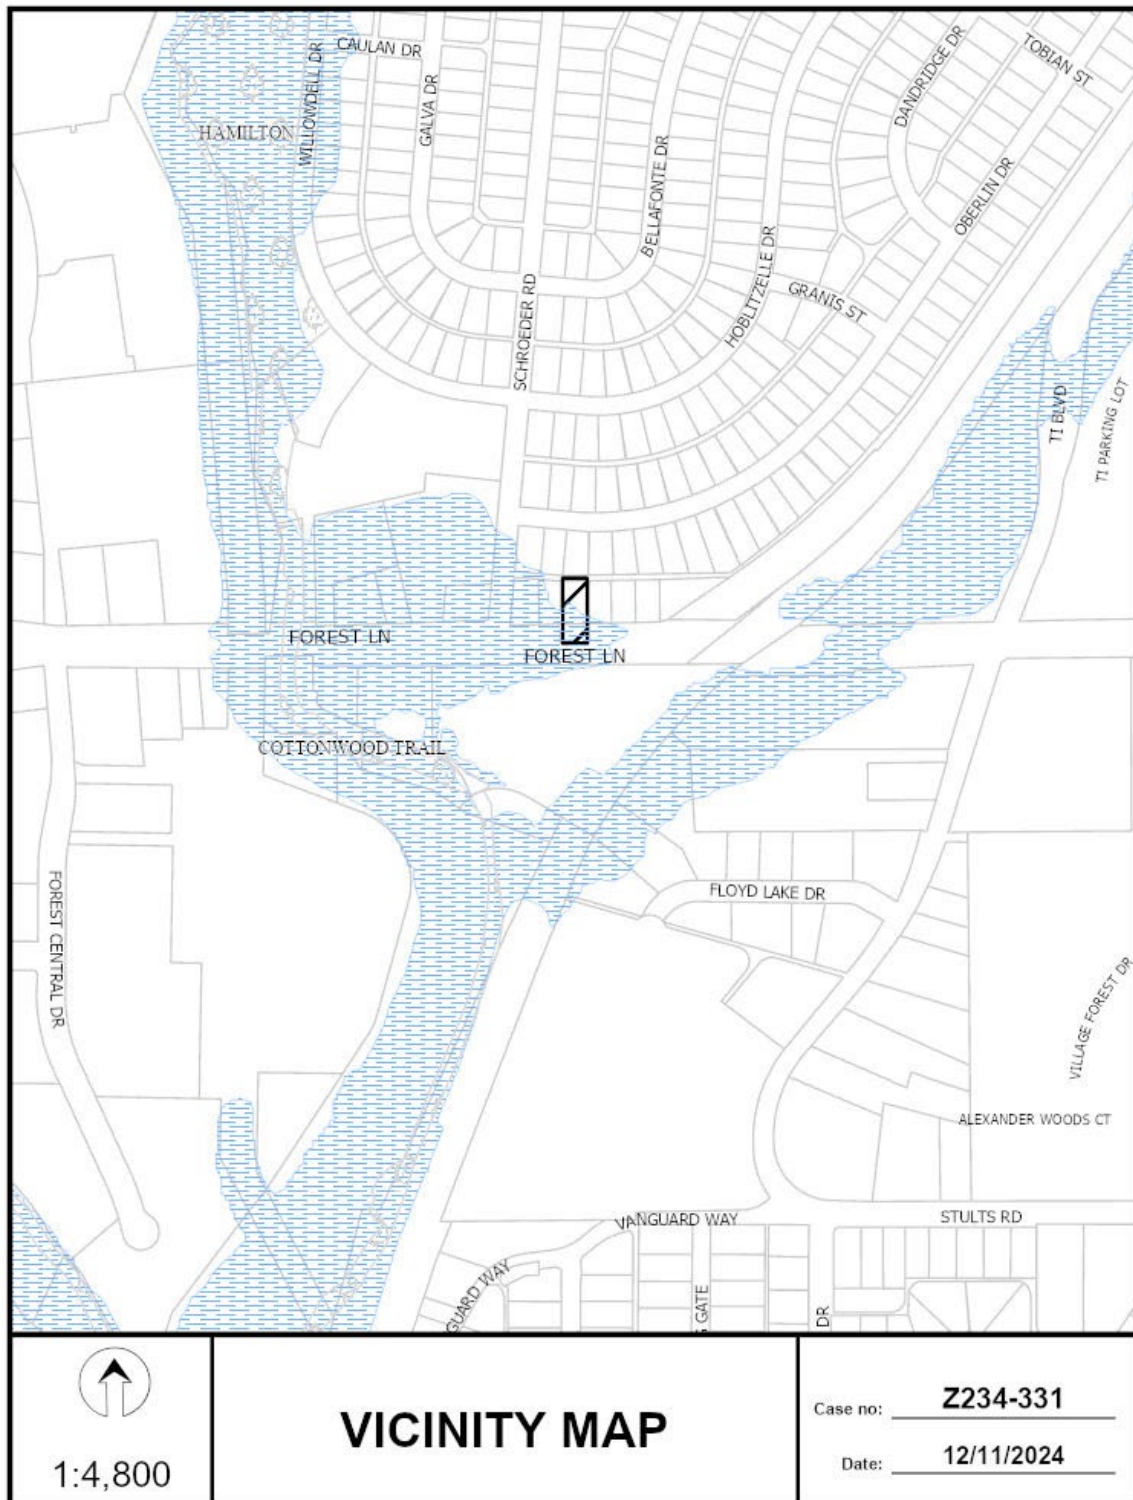 CAULAN DR
TOBIAN ST
DANDRIDGE DR
WILLOWDELL DR
GALVA DR
HAMILTON
BELLAFONTE DR
OBERLIN DR
HOBLITZELLE DR
GRANIS ST
SCHROEDER RD
TI BLVD
TI PARKING LOT
FOREST LN
FOREST LN
COTTONWOOD TRAIL
FLOYD LAKE DR
FOREST CENTRAL DR
VILLAGE FOREST DR
ALEXANDER WOODS CT
VANGUARD WAY
STULTS RD
GUARD WAY
GATE
DR
1:4,800
VICINITY MAP
Case no: Z234-331
Date: 12/11/2024